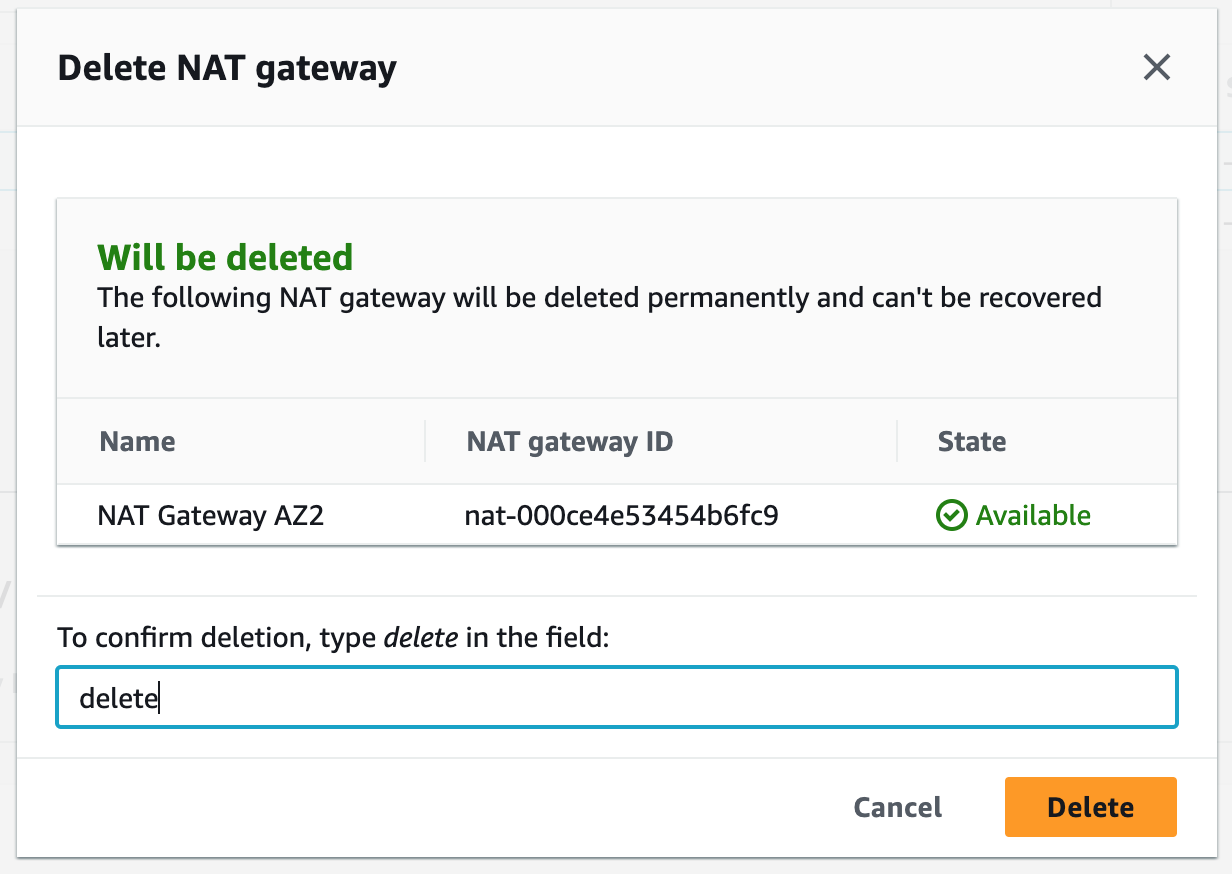 Delete NAT gateway
Will be deleted
The following NAT gateway will be deleted permanently and can't be recovered
later.
Name NAT gateway ID State
NAT Gateway AZ2 nat-000ce4e53454b6fc9 Available
To confirm deletion, type delete in the field:
delete
Cancel Delete